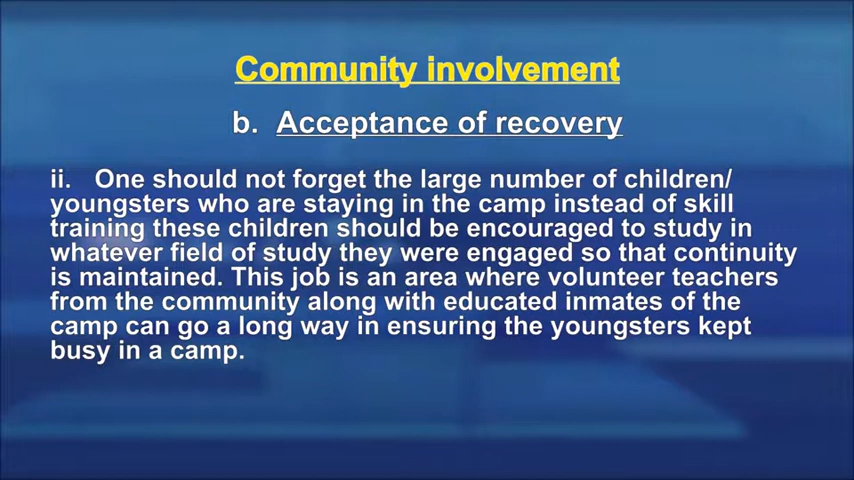 Community involvement
b. Acceptance of recovery
ii. One should not forget the large number of children/
youngsters who are staying in the camp instead of skill
training these children should be encouraged to study in
whatever field of study they were engaged so that continuity
is maintained. This job is an area where volunteer teachers
from the community along with educated inmates of the
camp can go a long way in ensuring the youngsters kept
busy in a camp.